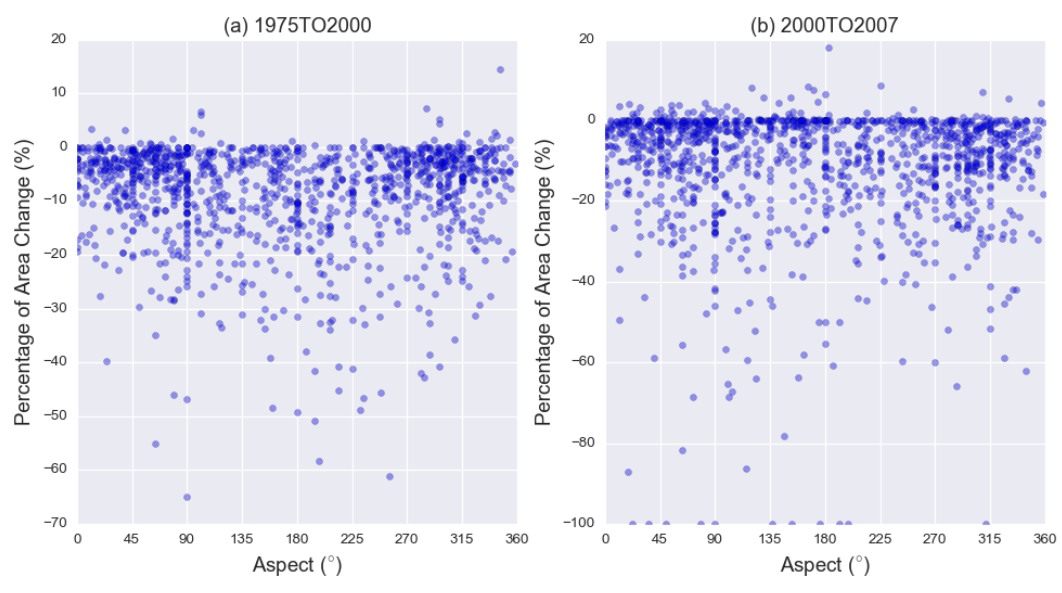 (a) 1975TO2000
20
10
0
−10
−20
−30
−40
−50
−60
−70
0 45 90 135 180 225 270 315 360
Percentage of Area Change (%)
Aspect (°)
(b) 2000TO2007
20
0
−20
−40
−60
−80
−100
0 45 90 135 180 225 270 315 360
Percentage of Area Change (%)
Aspect (°)